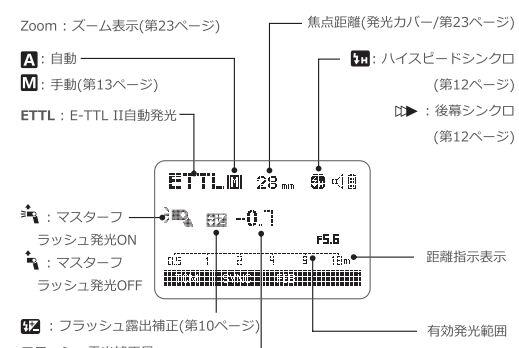 Zoom : ズーム表示(第23ページ)
焦点距離(発光カバー/第23ページ)
A : 自動
M : 手動(第13ページ)
ETTL : E-TTL II自動発光
H : ハイスピードシンクロ
(第12ページ)
: 後幕シンクロ
(第12ページ)
ETTL M 28 mm
-0.7
F5.6
0.5 1 2 4 9 18m
: マスターフ
ラッシュ発光ON
: マスターフ
ラッシュ発光OFF
距離指示表示
: フラッシュ露出補正(第10ページ)
有効発光範囲